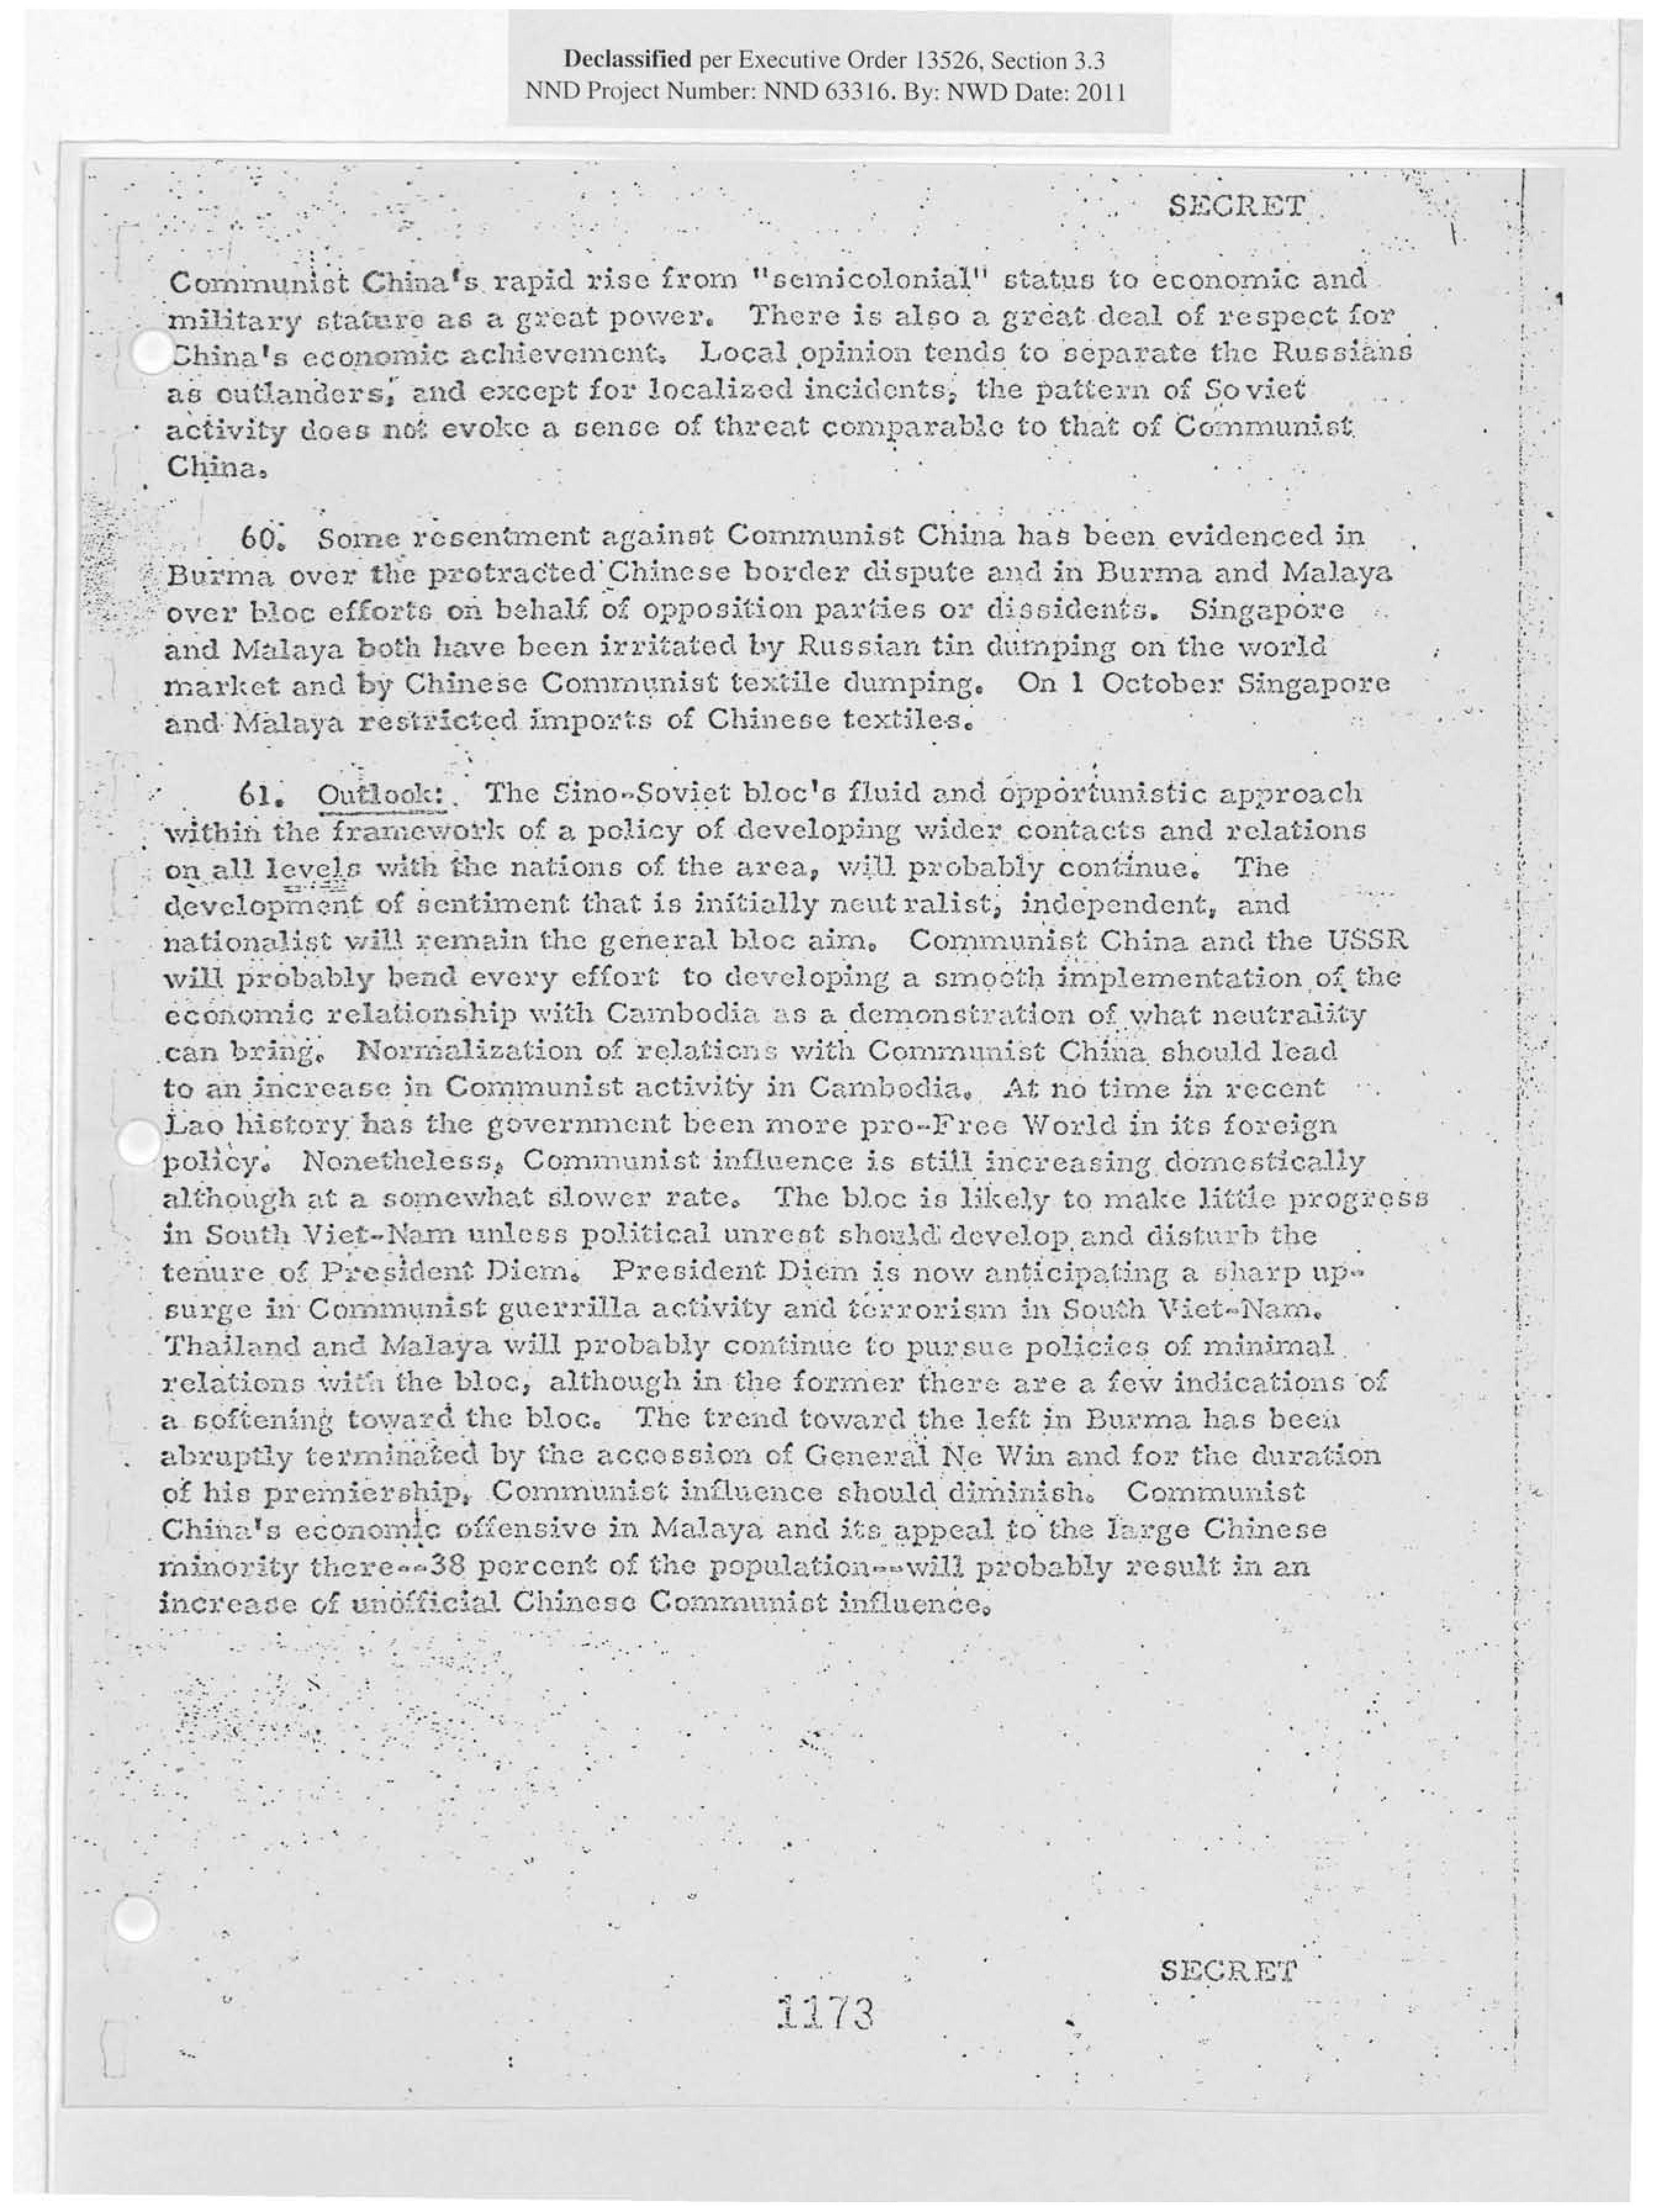 Declassified per Executive Order 13526, Section 3.3
NND Project Number: NND 63316. By: NWD Date: 2011
SECRET
Communist China's rapid rise from "semicolonial" status to economic and
military stature as a great power. There is also a great deal of respect for
China's economic achievement. Local opinion tends to separate the Russians
as outlanders, and except for localized incidents, the pattern of Soviet
activity does not evoke a sense of threat comparable to that of Communist
China.
60. Some resentment against Communist China has been evidenced in
Burma over the protracted Chinese border dispute and in Burma and Malaya
over bloc efforts on behalf of opposition parties or dissidents. Singapore
and Malaya both have been irritated by Russian tin dumping on the world
market and by Chinese Communist textile dumping. On 1 October Singapore
and Malaya restricted imports of Chinese textiles.
61. Outlook: The Sino-Soviet bloc's fluid and opportunistic approach
within the framework of a policy of developing wider contacts and relations
on all levels with the nations of the area, will probably continue. The
development of sentiment that is initially neutralist, independent, and
nationalist will remain the general bloc aim. Communist China and the USSR
will probably bend every effort to developing a smooth implementation of the
economic relationship with Cambodia as a demonstration of what neutrality
can bring. Normalization of relations with Communist China should lead
to an increase in Communist activity in Cambodia. At no time in recent
Lao history has the government been more pro-Free World in its foreign
policy. Nonetheless, Communist influence is still increasing domestically
although at a somewhat slower rate. The bloc is likely to make little progress
in South Viet-Nam unless political unrest should develop and disturb the
tenure of President Diem. President Diem is now anticipating a sharp up-
surge in Communist guerrilla activity and terrorism in South Viet-Nam.
Thailand and Malaya will probably continue to pursue policies of minimal
relations with the bloc, although in the former there are a few indications of
a softening toward the bloc. The trend toward the left in Burma has been
abruptly terminated by the accession of General Ne Win and for the duration
of his premiership, Communist influence should diminish. Communist
China's economic offensive in Malaya and its appeal to the large Chinese
minority there--38 percent of the population--will probably result in an
increase of unofficial Chinese Communist influence.
SECRET
1173